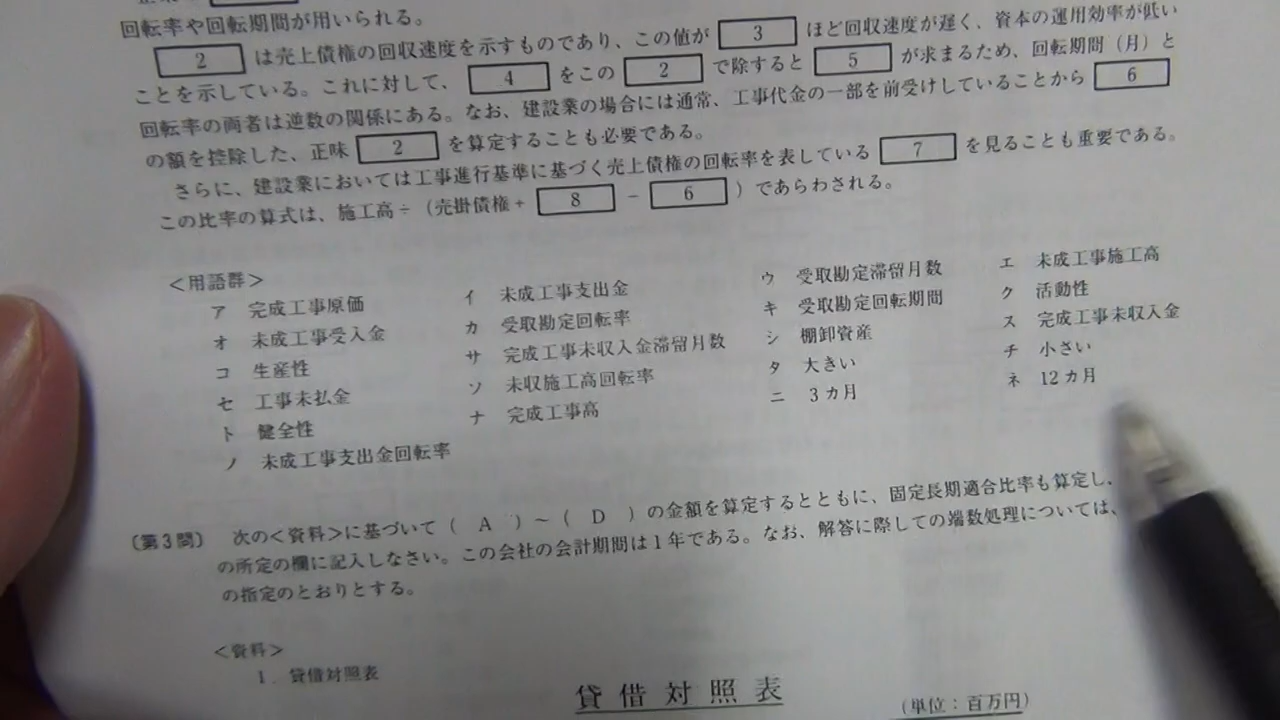 回転率や回転期間が用いられる。
2 は売上債権の回収速度を示すものであり、この値が 3 ほど回収速度が遅く、資本の運用効率が低い
ことを示している。これに対して、 4 をこの 2 で除すると 5 が求まるため、回転期間(月)と
回転率の両者は逆数の関係にある。なお、建設業の場合には通常、工事代金の一部を前受けしていることから 6
の額を控除した、正味 2 を算定することも必要である。
さらに、建設業においては工事進行基準に基づく売上債権の回転率を表している 7 を見ることも重要である。
この比率の算式は、施工高÷(売掛債権+ 8 - 6 )であらわされる。
<用語群>
ア 完成工事原価 イ 未成工事支出金 ウ 受取勘定滞留月数 エ 未成工事施工高
オ 未成工事受入金 カ 受取勘定回転率 キ 受取勘定回転期間 ク 活動性
コ 生産性 サ 完成工事未収入金滞留月数 シ 棚卸資産 ス 完成工事未収入金
セ 工事未払金 ソ 未収施工高回転率 タ 大きい チ 小さい
ト 健全性 ナ 完成工事高 ニ 3カ月 ネ 12カ月
ノ 未成工事支出金回転率
〔第3問〕 次の<資料>に基づいて( A )~( D )の金額を算定するとともに、固定長期適合比率も算定し、
の所定の欄に記入しなさい。この会社の会計期間は1年である。なお、解答に際しての端数処理については、
の指定のとおりとする。
<資料>
1.貸借対照表
貸借対照表
(単位:百万円)